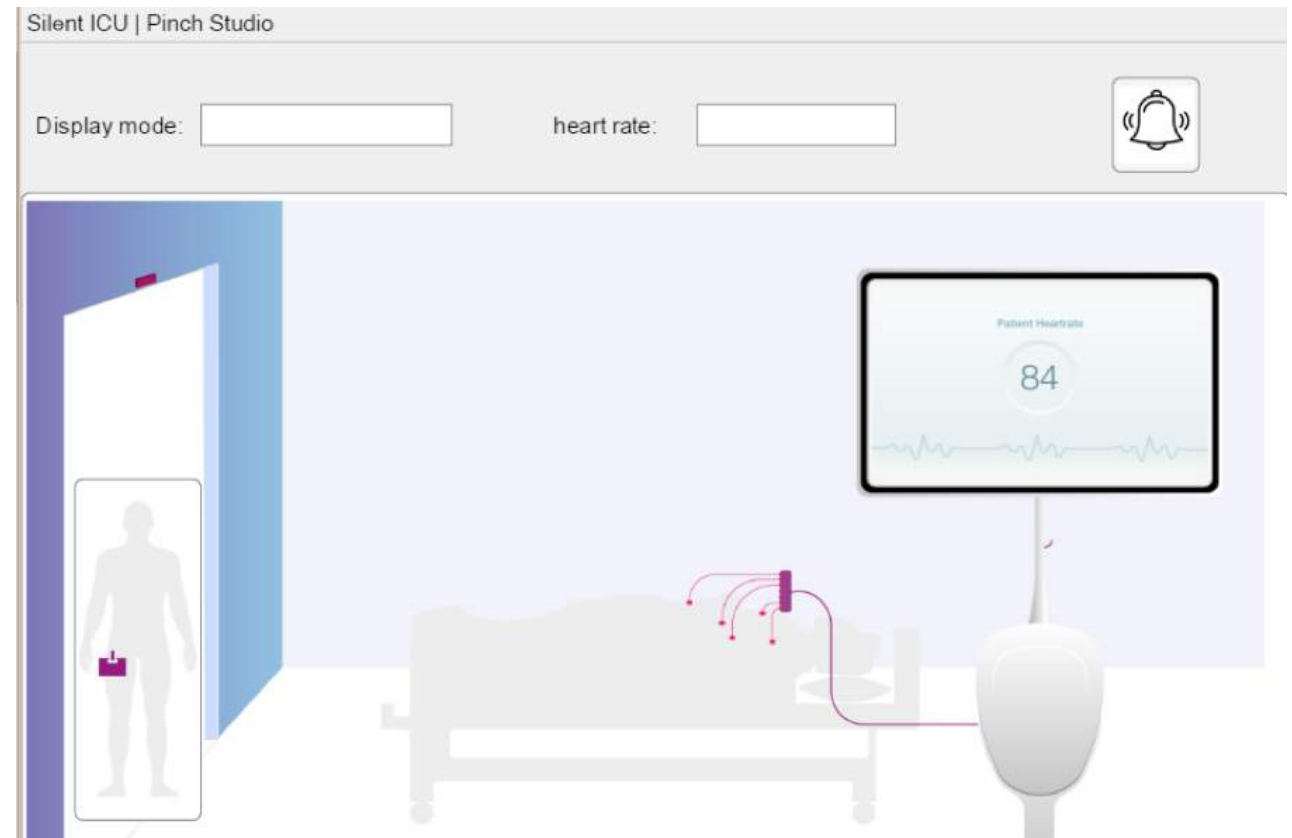 Silent ICU | Pinch Studio
Display mode:
heart rate:
Patient Heartrate
84